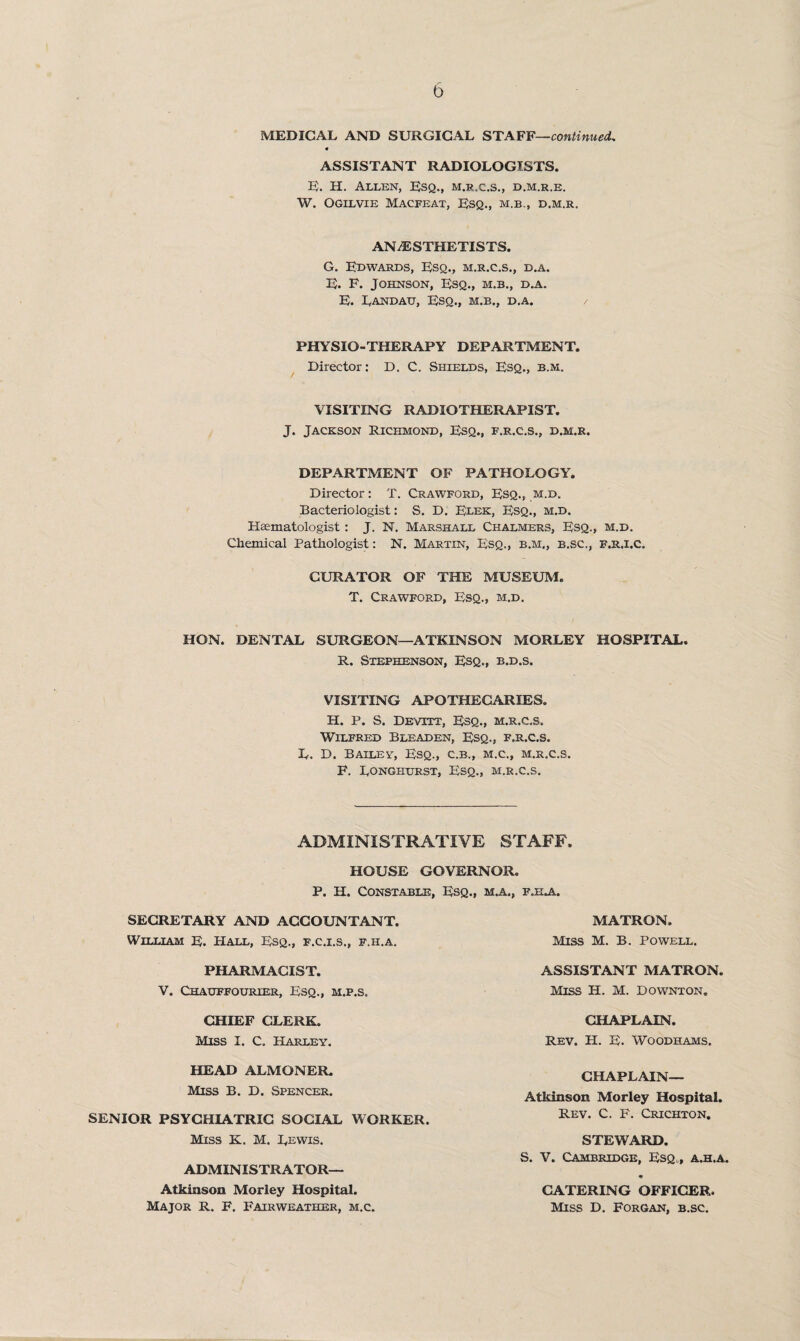 6
MEDICAL AND SURGICAL STAFF—continued.
ASSISTANT RADIOLOGISTS.
E. H. ALLEN, ESQ., M.R.C.S., D.M.R.E.
W. OGILVIE MACFEAT, ESQ., M.B., D.M.R.
ANÆSTHETISTS.
G. EDWARDS, ESQ., M.R.C.S., D.A.
E. F. JOHNSON, ESQ., M.B., D.A.
E. LANDAU, ESQ., M.B., D.A.
PHYSIO-THERAPY DEPARTMENT.
Director: D. C. SHIELDS, ESQ., B.M.
VISITING RADIOTHERAPIST.
J. JACKSON RICHMOND, ESQ., F.R.C.S., D.M.R.
DEPARTMENT OF PATHOLOGY.
Director: T. CRAWFORD, ESQ., M.D.
Bacteriologist: S. D. ELEK, ESQ., M.D.
Hæmatologist: J. N. MARSHALL CHALMERS, ESQ., M.D.
Chemical Pathologist: N. MARTIN, ESQ., B.M., B.SC., F.R.I.C.
CURATOR OF THE MUSEUM.
T. CRAWFORD, ESQ., M.D.
HON. DENTAL SURGEON—ATKINSON MORLEY HOSPITAL.
R. STEPHENSON, ESQ., B.D.S.
VISITING APOTHECARIES.
H. P. S. DEVITT, ESQ., M.R.C.S.
WILFRED BLEADEN, ESQ., F.R.C.S.
L. D. BAILEY, ESQ., C.B., M.C., M.R.C.S.
F. LONGHURST, ESQ., M.R.C.S.
ADMINISTRATIVE STAFF.
HOUSE GOVERNOR.
P. H. CONSTABLE, ESQ., M.A., F.H.A.
SECRETARY AND ACCOUNTANT.
WILLIAM E. HALL, ESQ., F.C.I.S., F.H.A.
PHARMACIST.
V. CHAUFFOURIER, ESQ., M.P.S.
CHIEF CLERK.
MISS I. C. HARLEY.
HEAD ALMONER.
MISS B. D. SPENCER.
SENIOR PSYCHIATRIC SOCIAL WORKER.
MISS K. M. LEWIS.
ADMINISTRATOR—
Atkinson Morley Hospital.
MAJOR R. F. FAIRWEATHER, M.C.
MATRON.
MISS M. B. POWELL.
ASSISTANT MATRON.
MISS H. M. DOWNTON.
CHAPLAIN.
REV. H. E. WOODHAMS.
CHAPLAIN—
Atkinson Morley Hospital.
REV. C. F. CRICHTON.
STEWARD.
S. V. CAMBRIDGE, ESQ., A.H.A.
CATERING OFFICER.
MISS D. FORGAN, B.SC.